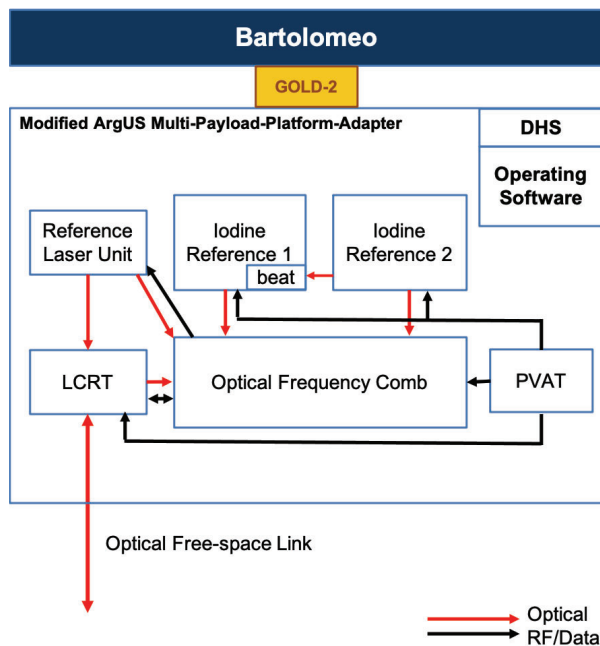 Bartolomeo
GOLD-2
Modified ArgUS Multi-Payload-Platform-Adapter
DHS
Operating
Software
Reference
Laser Unit
Iodine
Reference 1
beat
Iodine
Reference 2
LCRT
Optical Frequency Comb
PVAT
Optical Free-space Link
Optical
RF/Data